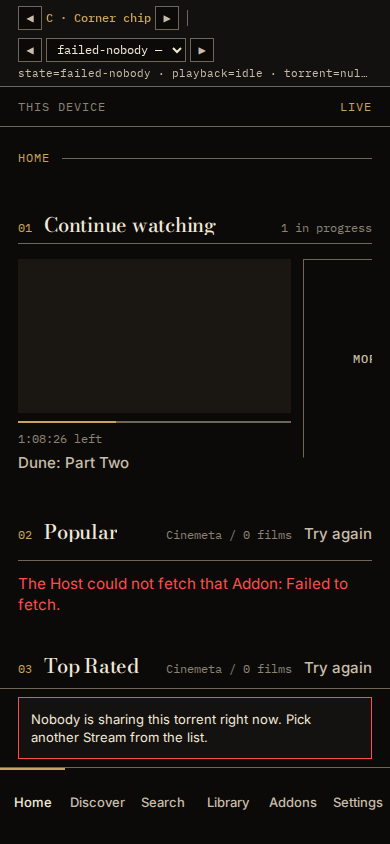 ◄ C · Corner chip ►
◄ failed-nobody — ►
state=failed-nobody · playback=idle · torrent=nul…
THIS DEVICE LIVE
HOME
01 Continue watching 1 in progress
1:08:26 left
Dune: Part Two
02 Popular Cinemeta / 0 films Try again
The Host could not fetch that Addon: Failed to
fetch.
03 Top Rated Cinemeta / 0 films Try again
Nobody is sharing this torrent right now. Pick
another Stream from the list.
Home Discover Search Library Addons Settings